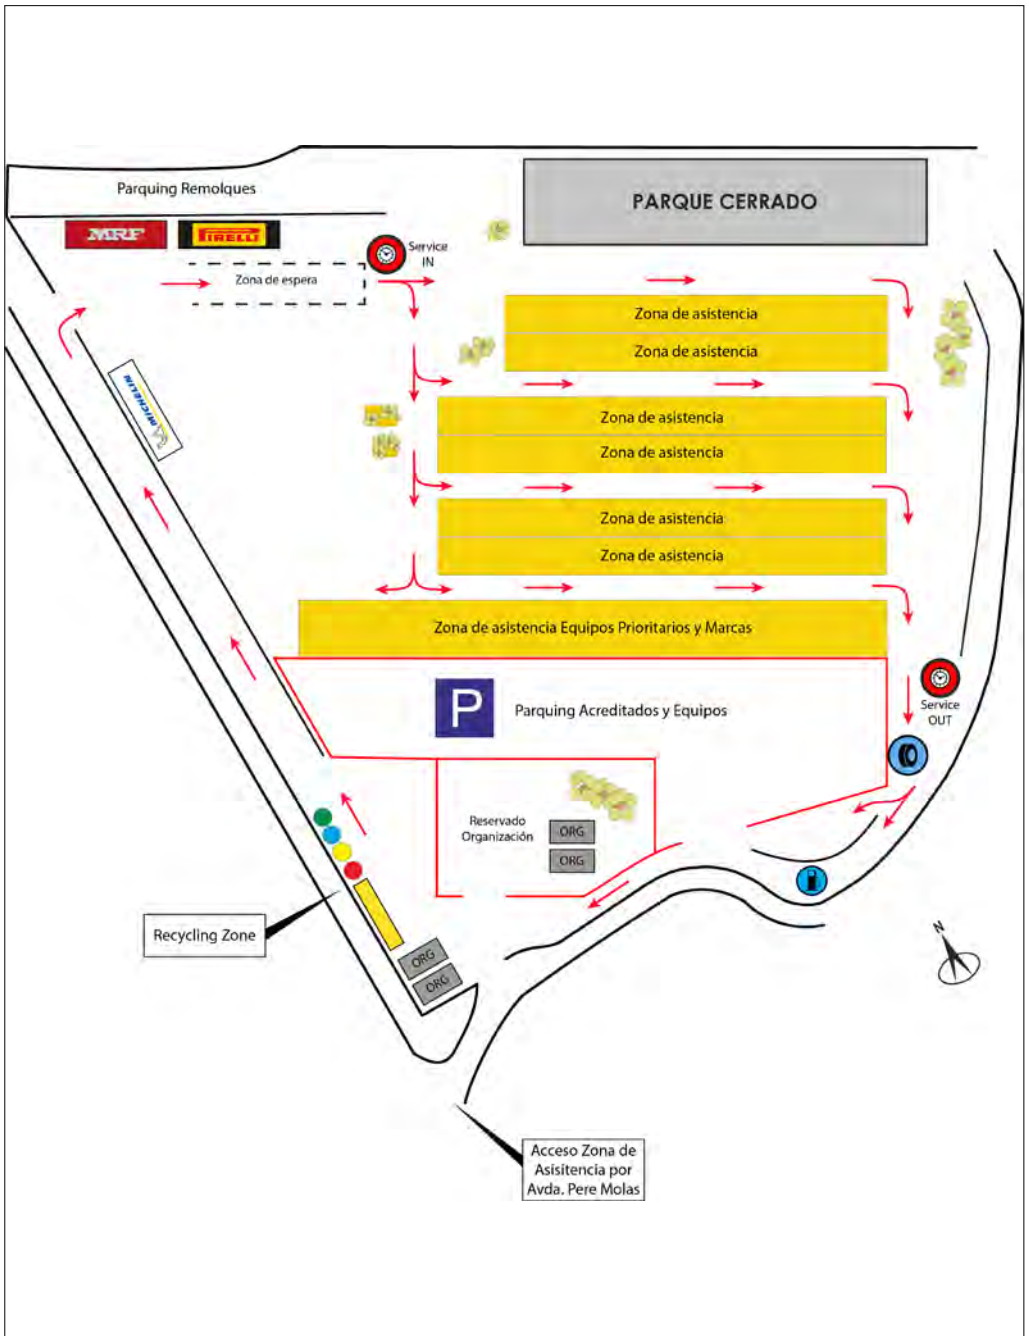 Parquing Remolques
PARQUE CERRADO
MRF
PIRELLI
Service
IN
Zona de espera
Zona de asistencia
Zona de asistencia
MICHELIN
Zona de asistencia
Zona de asistencia
Zona de asistencia
Zona de asistencia
Zona de asistencia Equipos Prioritarios y Marcas
P
Parquing Acreditados y Equipos
Service
OUT
Reservado
Organización
ORG
ORG
Recycling Zone
ORG
ORG
N
Acceso Zona de
Asisitencia por
Avda. Pere Molas